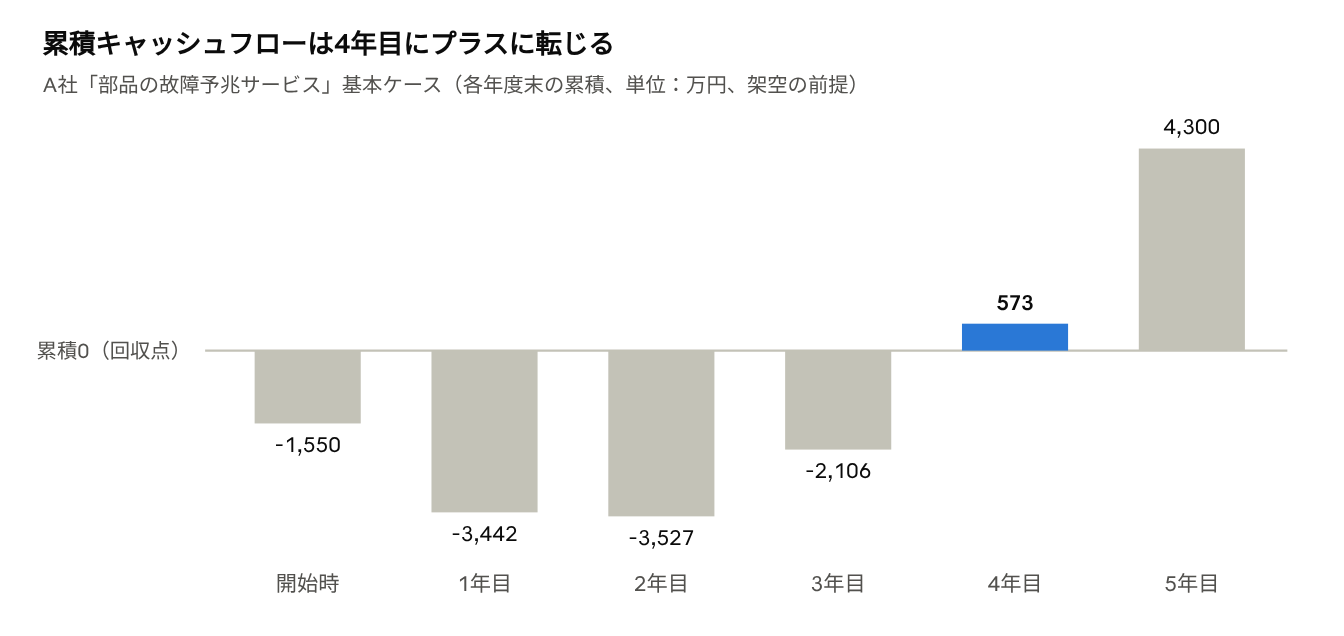 累積キャッシュフローは4年目にプラスに転じる
A社「部品の故障予兆サービス」基本ケース（各年度末の累積、単位：万円、架空の前提）
4,300
573
累積0（回収点）
-1,550
-2,106
-3,442
-3,527
開始時
1年目
2年目
3年目
4年目
5年目